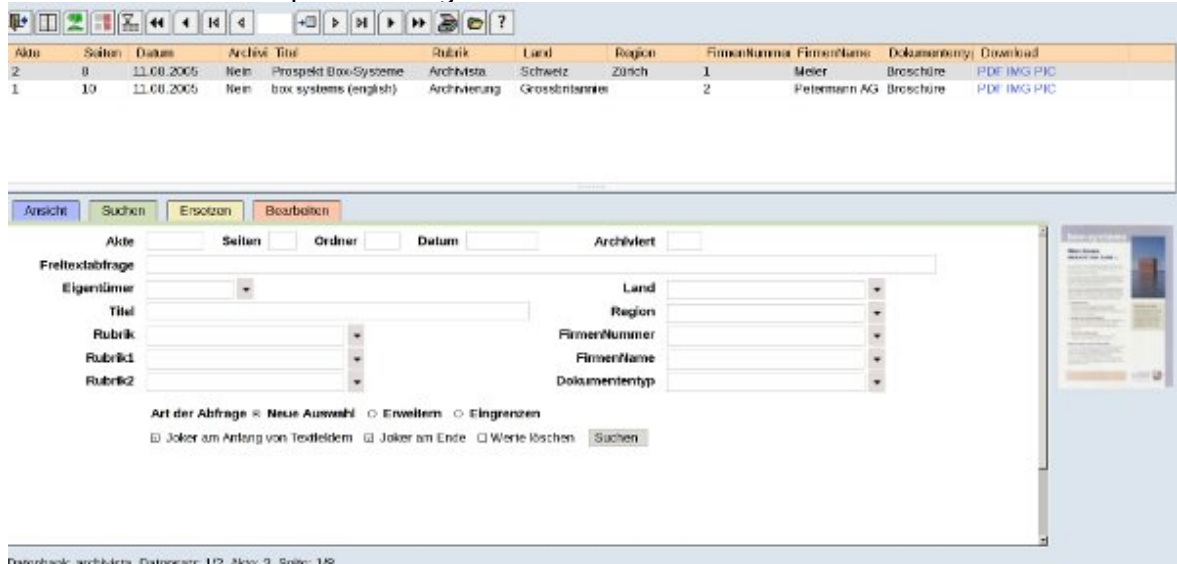 ?
Akte Seiten Datum Archivi Titel Rubrik Land Region FirmenNummer FirmenName Dokumententyp Download
2 8 11.08.2005 Nein Prospekt Box-Systeme Archivista Schweiz Zürich 1 Meier Broschüre PDF IMG PIC
1 10 11.08.2005 Nein box systems (english) Archivierung Grossbritannien 2 Petermann AG Broschüre PDF IMG PIC
Ansicht Suchen Ersetzen Bearbeiten
Akte Seiten Ordner Datum Archiviert
Freitextabfrage
Eigentümer Land
Titel Region
Rubrik FirmenNummer
Rubrik1 FirmenName
Rubrik2 Dokumententyp
Art der Abfrage Neue Auswahl Erweitern Eingrenzen
Joker am Anfang von Textfeldern Joker am Ende Werte löschen Suchen
Datenbank: archivista, Datensatz: 1/2, Akte: 2, Seite: 1/8